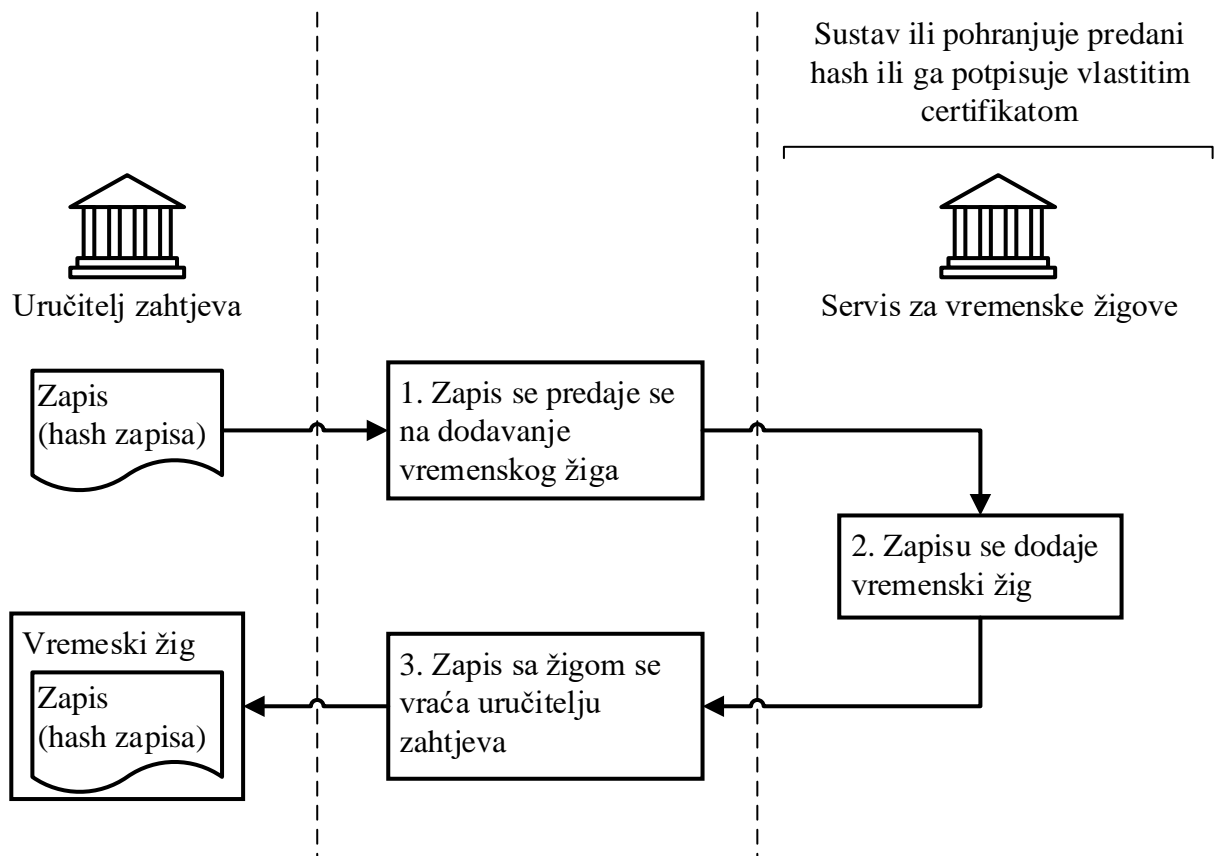 Sustav ili pohranjuje predani
hash ili ga potpisuje vlastitim
certifikatom
Uručitelj zahtjeva
Servis za vremenske žigove
Zapis
(hash zapisa)
1. Zapis se predaje se
na dodavanje
vremenskog žiga
2. Zapisu se dodaje
vremenski žig
3. Zapis sa žigom se
vraća uručitelju
zahtjeva
Vremeski žig
Zapis
(hash zapisa)